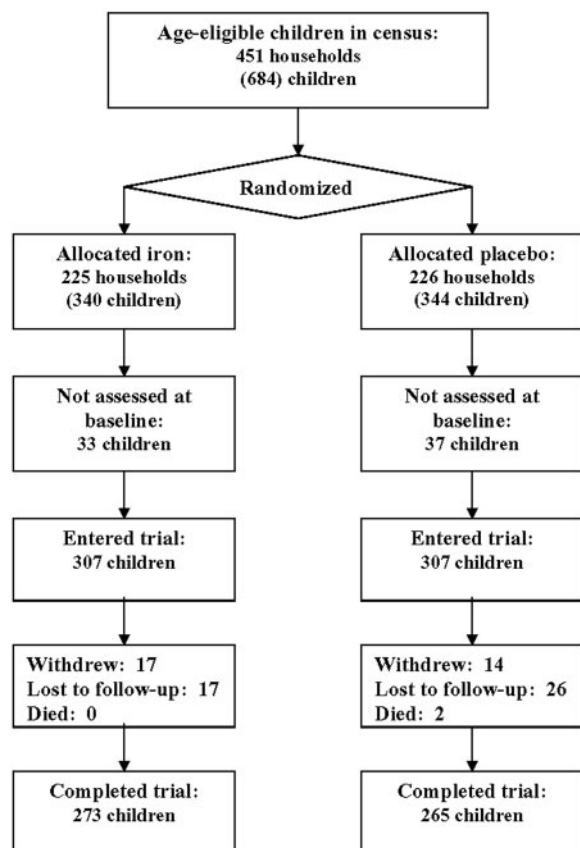 Age-eligible children in census:
451 households
(684) children
Randomized
Allocated iron:
225 households
(340 children)
Allocated placebo:
226 households
(344 children)
Not assessed at
baseline:
33 children
Not assessed at
baseline:
37 children
Entered trial:
307 children
Entered trial:
307 children
Withdrew: 17
Lost to follow-up: 17
Died: 0
Withdrew: 14
Lost to follow-up: 26
Died: 2
Completed trial:
273 children
Completed trial:
265 children